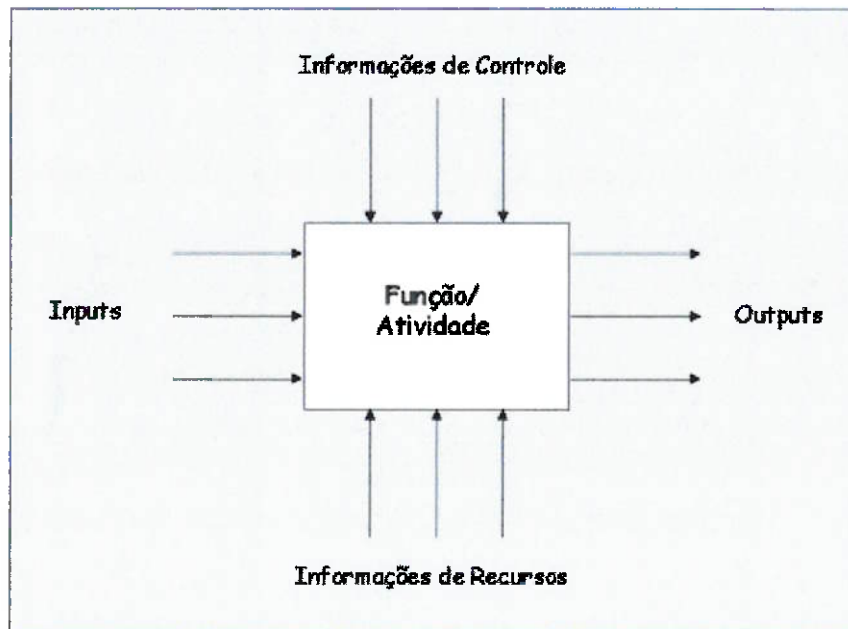 Informações de Controle
Inputs
Função/
Atividade
Outputs
Informações de Recursos